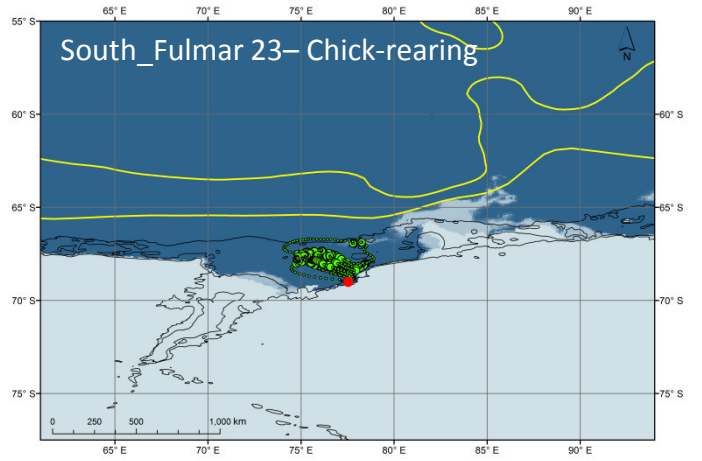 65° E 70° E 75° E 80° E 85° E 90° E
55° S
South_Fulmar 23– Chick-rearing
N
60° S 60° S
65° S 65° S
70° S 70° S
75° S 75° S
0 250 500 1,000 km
65° E 70° E 75° E 80° E 85° E 90° E